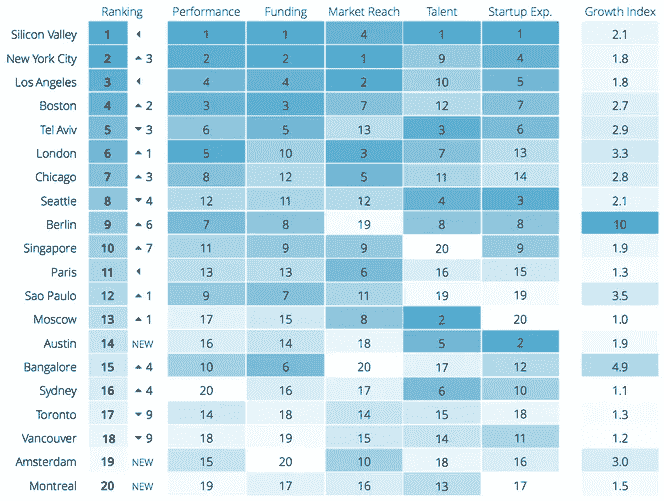 Ranking Performance Funding Market Reach Talent Startup Exp. Growth Index
Silicon Valley 1 1 1 4 1 1 2.1
New York City 2 3 2 2 1 9 4 1.8
Los Angeles 3 4 4 2 10 5 1.8
Boston 4 2 3 3 7 12 7 2.7
Tel Aviv 5 3 6 5 13 3 6 2.9
London 6 1 5 10 3 7 13 3.3
Chicago 7 3 8 12 5 11 14 2.8
Seattle 8 4 12 11 12 4 3 2.1
Berlin 9 6 7 8 19 8 8 10
Singapore 10 7 11 9 9 20 9 1.9
Paris 11 13 13 6 16 15 1.3
Sao Paulo 12 1 9 7 11 19 19 3.5
Moscow 13 1 17 15 8 2 20 1.0
Austin 14 NEW 16 14 18 5 2 1.9
Bangalore 15 4 10 6 20 17 12 4.9
Sydney 16 4 20 16 17 6 10 1.1
Toronto 17 9 14 18 14 15 18 1.3
Vancouver 18 9 18 19 15 14 11 1.2
Amsterdam 19 NEW 15 20 10 18 16 3.0
Montreal 20 NEW 19 17 16 13 17 1.5